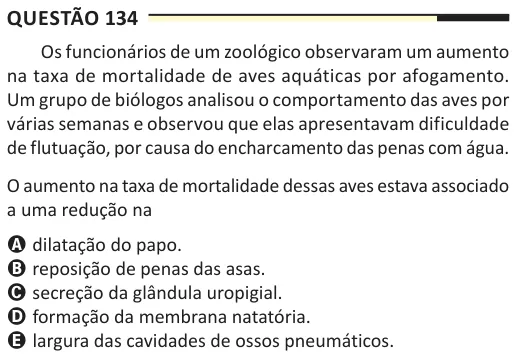 QUESTÃO 134
Os funcionários de um zoológico observaram um aumento
na taxa de mortalidade de aves aquáticas por afogamento.
Um grupo de biólogos analisou o comportamento das aves por
várias semanas e observou que elas apresentavam dificuldade
de flutuação, por causa do encharcamento das penas com água.
O aumento na taxa de mortalidade dessas aves estava associado
a uma redução na
A dilatação do papo.
B reposição de penas das asas.
C secreção da glândula uropigial.
D formação da membrana natatória.
E largura das cavidades de ossos pneumáticos.